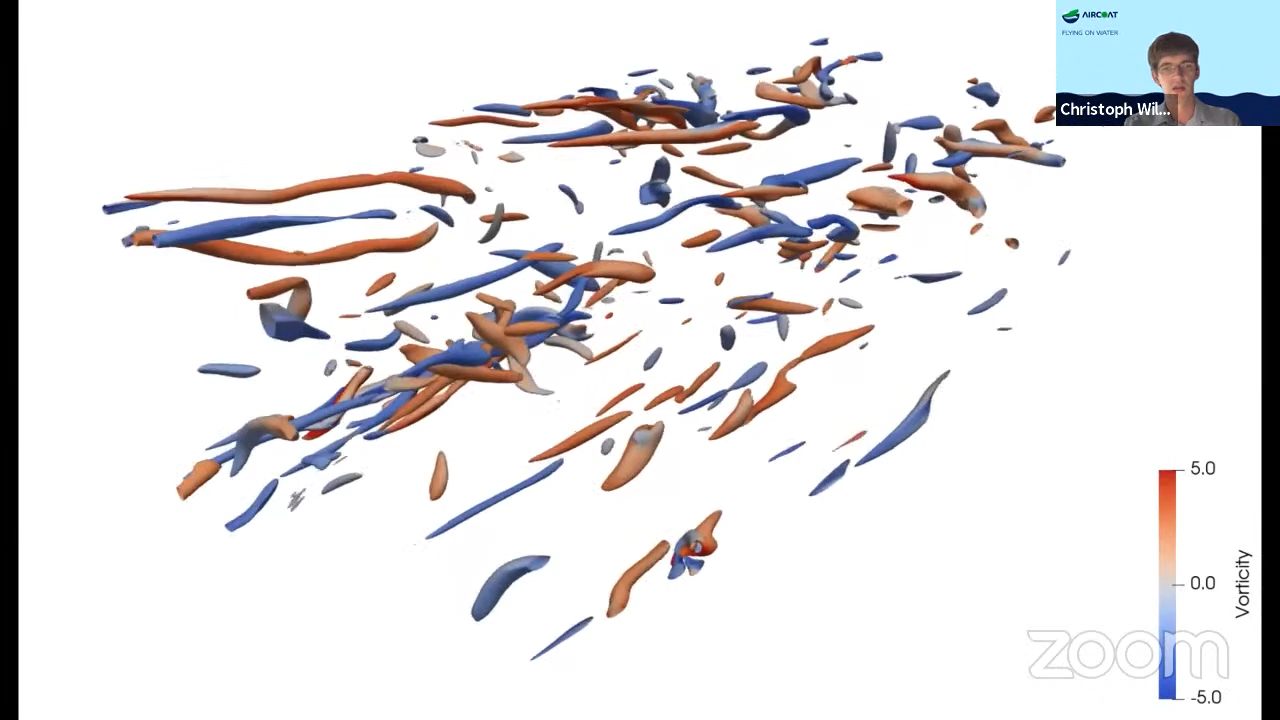 AIRCOAT
FLYING ON WATER
Christoph Wil...
5.0
0.0
Vorticity
-5.0
zoom